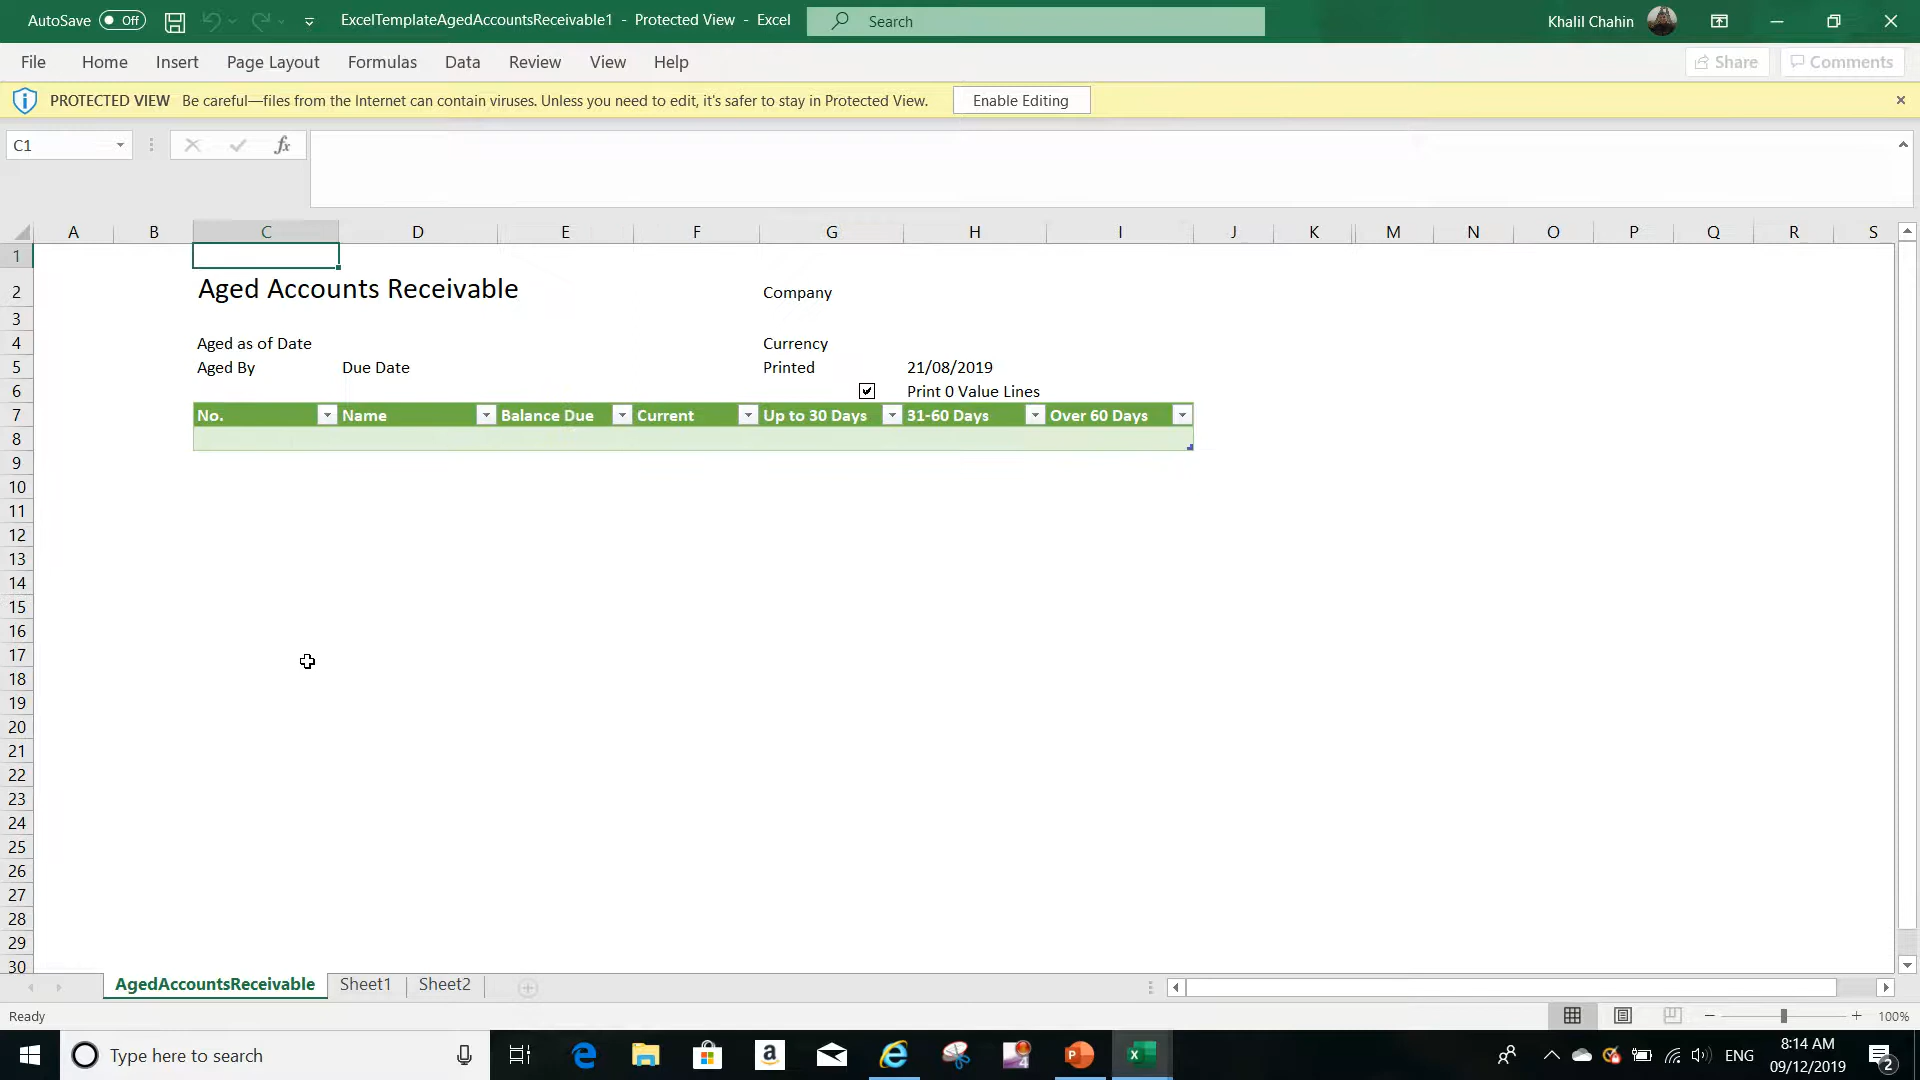 AutoSave Off ExcelTemplateAgedAccountsReceivable1 - Protected View - Excel Search Khalil Chahin
File Home Insert Page Layout Formulas Data Review View Help Share Comments
PROTECTED VIEW Be careful—files from the Internet can contain viruses. Unless you need to edit, it's safer to stay in Protected View. Enable Editing
C1 fx
A B C D E F G H I J K M N O P Q R S
1
2 Aged Accounts Receivable Company
3
4 Aged as of Date Currency
5 Aged By Due Date Printed 21/08/2019
6 Print 0 Value Lines
7 No. Name Balance Due Current Up to 30 Days 31-60 Days Over 60 Days
8
9
10
11
12
13
14
15
16
17
18
19
20
21
22
23
24
25
26
27
28
29
30
AgedAccountsReceivable Sheet1 Sheet2
Ready 100%
Type here to search ENG 8:14 AM
09/12/2019 2